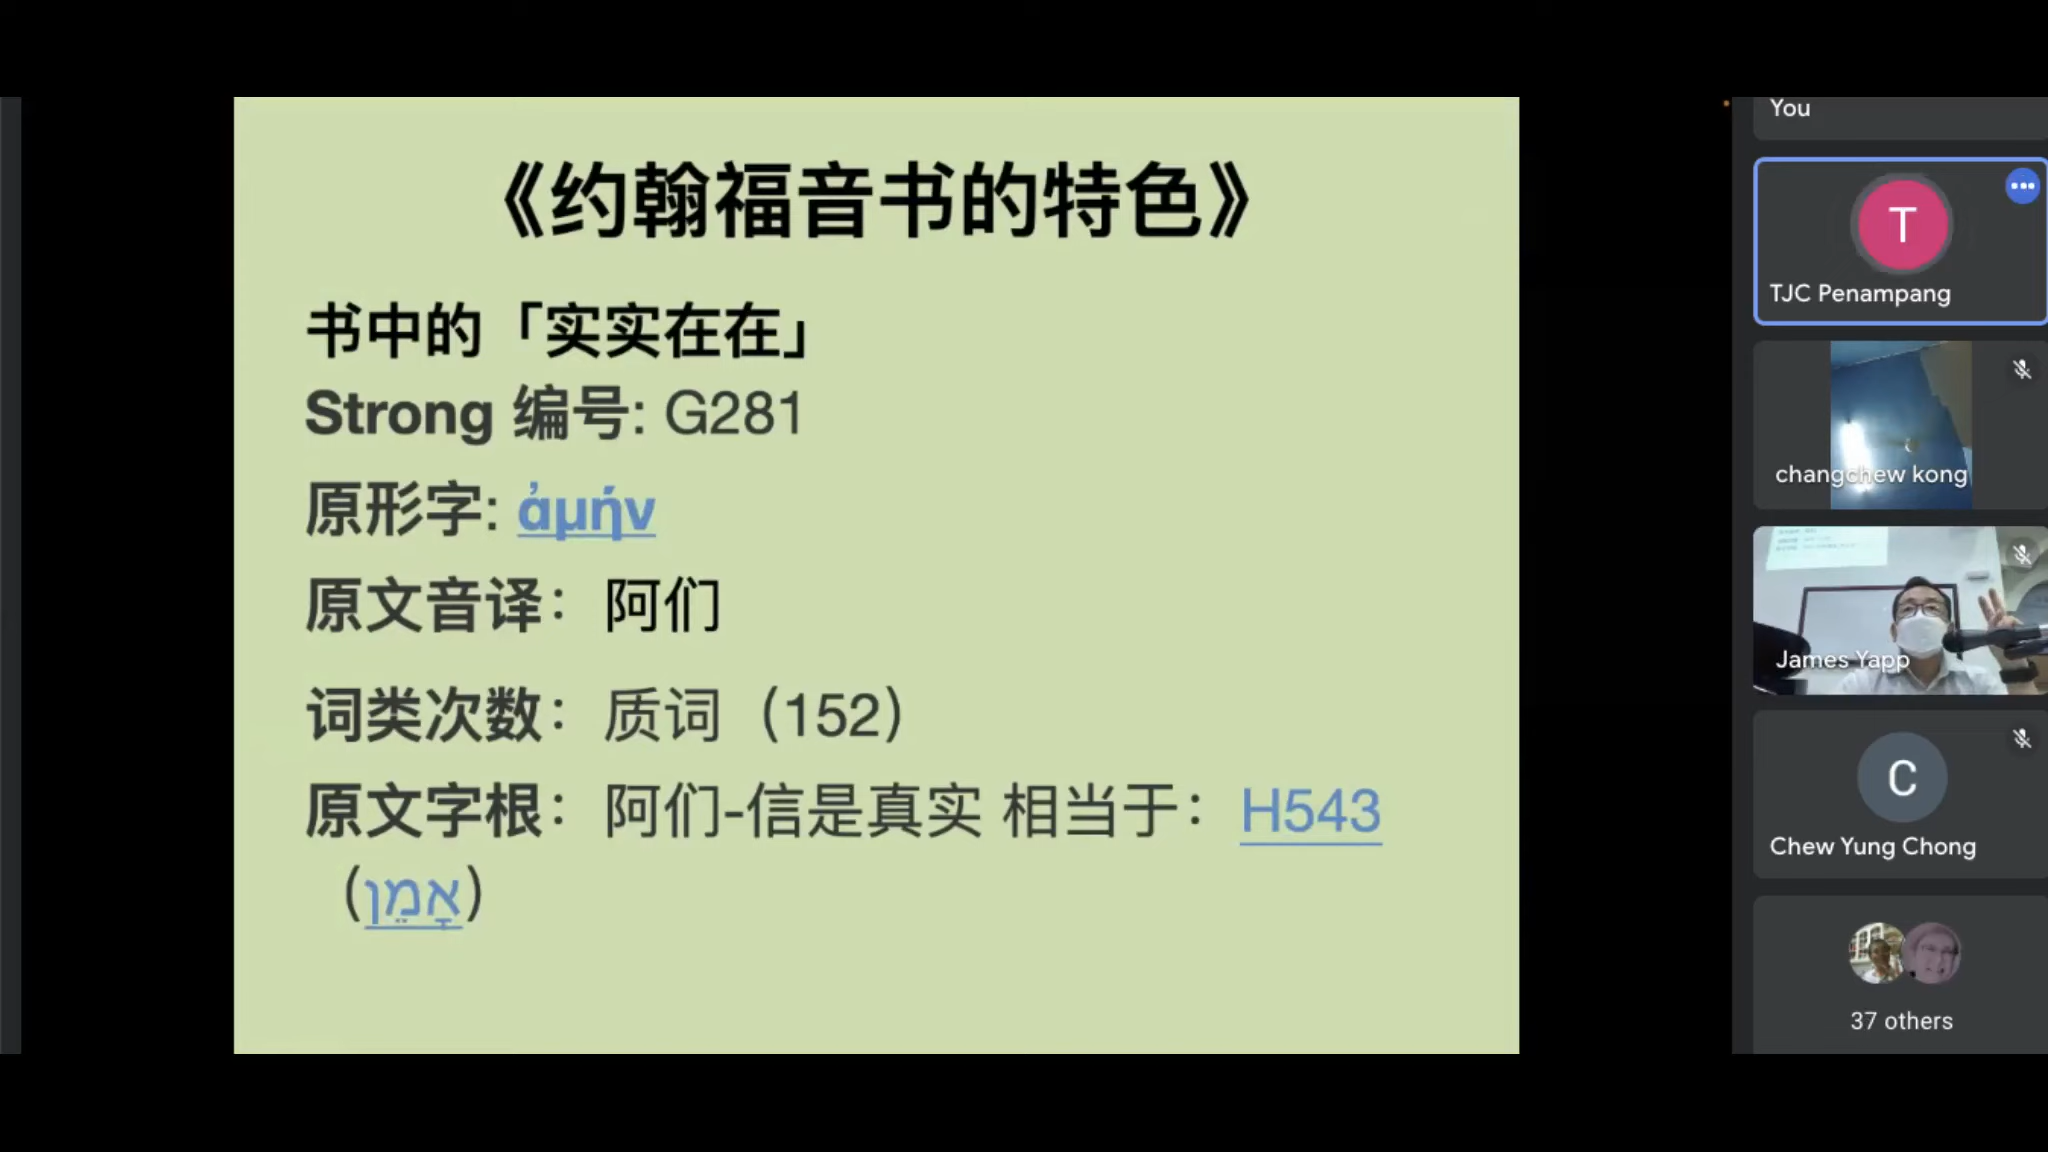 《约翰福音书的特色》
书中的「实实在在」
Strong 编号: G281
原形字: ἀμήν
原文音译：阿们
词类次数：质词（152）
原文字根：阿们-信是真实 相当于：H543
（אָמֵן）
You
T
TJC Penampang
changchew kong
James Yapp
C
Chew Yung Chong
37 others